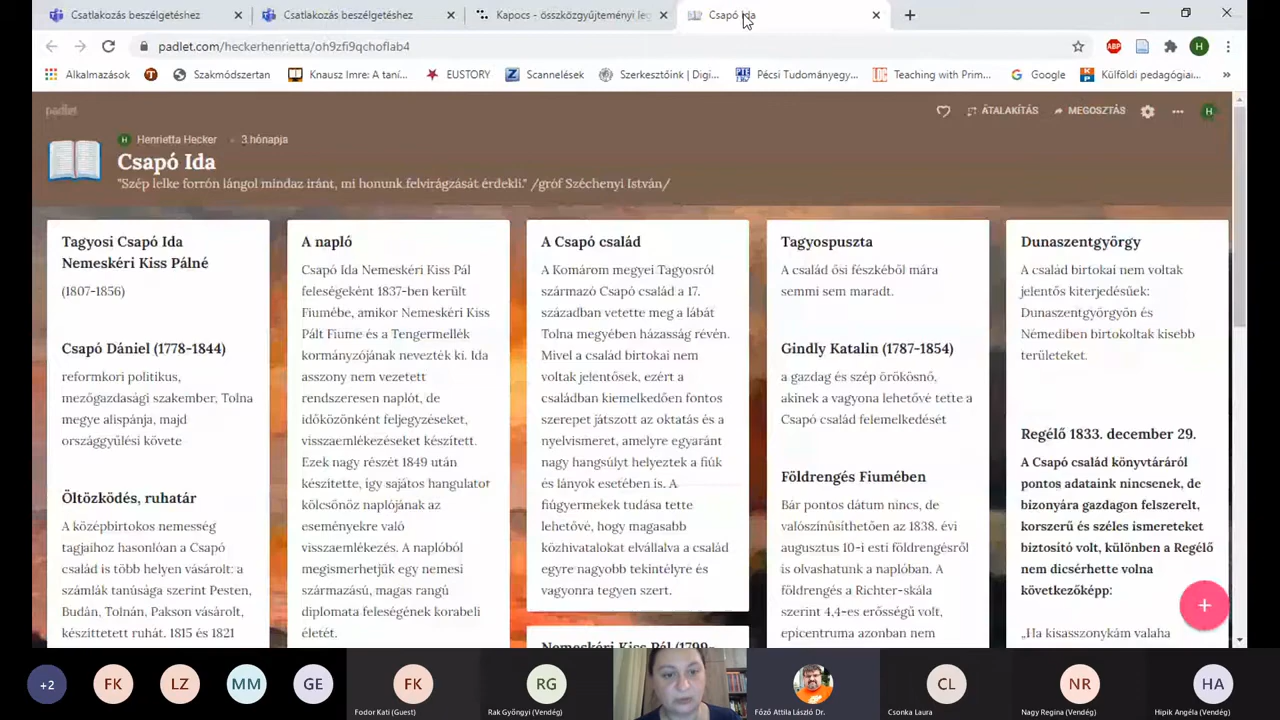 Csatlakozás beszélgetéshez
Csatlakozás beszélgetéshez
Kapocs - összközgyűjteményi leg
Csapó Ida
padlet.com/heckerhenrietta/oh9zfi9qchoflab4
ABP
H
Alkalmazások
Szakmódszertan
Knausz Imre: A taní...
EUSTORY
Scannelések
Szerkesztőink | Digi...
Pécsi Tudományegy...
Teaching with Prim...
Google
Külföldi pedagógiai...
padlet
ÁTALAKÍTÁS
MEGOSZTÁS
H
H Henrietta Hecker • 3 hónapja
Csapó Ida
"Szép lelke forrón lángol mindaz iránt, mi honunk felvirágzását érdekli." /gróf Széchenyi István/
Tagyosi Csapó Ida
Nemeskéri Kiss Pálné
(1807-1856)
Csapó Dániel (1778-1844)
reformkori politikus,
mezőgazdasági szakember, Tolna
megye alispánja, majd
országgyűlési követe
Öltözködés, ruhatár
A középbirtokos nemesség
tagjaihoz hasonlóan a Csapó
család is több helyen vásárolt: a
számlák tanúsága szerint Pesten,
Budán, Tolnán, Pakson vásárolt,
készíttetett ruhát. 1815 és 1821
A napló
Csapó Ida Nemeskéri Kiss Pál
feleségeként 1837-ben került
Fiumébe, amikor Nemeskéri Kiss
Pált Fiume és a Tengermellék
kormányzójának nevezték ki. Ida
asszony nem vezetett
rendszeresen naplót, de
időközönként feljegyzéseket,
visszaemlékezéseket készített.
Ezek nagy részét 1849 után
készítette, így sajátos hangulatot
kölcsönöz naplójának az
eseményekre való
visszaemlékezés. A naplóból
megismerhetjük egy nemesi
származású, magas rangú
diplomata feleségének korabeli
életét.
A Csapó család
A Komárom megyei Tagyosról
származó Csapó család a 17.
században vetette meg a lábát
Tolna megyében házasság révén.
Mivel a család birtokai nem
voltak jelentősek, ezért a
családban kiemelkedően fontos
szerepet játszott az oktatás és a
nyelvismeret, amelyre egyaránt
nagy hangsúlyt helyeztek a fiúk
és lányok esetében is. A
fiúgyermekek tudása tette
lehetővé, hogy magasabb
közhivatalokat elvállalva a család
egyre nagyobb tekintélyre és
vagyonra tegyen szert.
Nemeskéri Kiss Pál (1799-
Tagyospuszta
A család ősi fészkéből mára
semmi sem maradt.
Gindly Katalin (1787-1854)
a gazdag és szép örökösnő,
akinek a vagyona lehetővé tette a
Csapó család felemelkedését
Földrengés Fiumében
Bár pontos dátum nincs, de
valószínűsíthetően az 1838. évi
augusztus 10-i esti földrengésről
is olvashatunk a naplóban. A
földrengés a Richter-skála
szerint 4,4-es erősségű volt,
epicentruma azonban nem
Dunaszentgyörgy
A család birtokai nem voltak
jelentős kiterjedésűek:
Dunaszentgyörgyön és
Némediben birtokoltak kisebb
területeket.
Regélő 1833. december 29.
A Csapó család könyvtáráról
pontos adataink nincsenek, de
bizonyára gazdagon felszerelt,
korszerű és széles ismereteket
biztosító volt, különben a Regélő
nem dicsérhette volna
következőképp:
„Ha kisasszonykám valaha
+2
FK
LZ
MM
GE
FK
Fodor Kati (Guest)
RG
Rak Gyöngyi (Vendég)
Főző Attila László Dr.
CL
Csonka Laura
NR
Nagy Regina (Vendég)
HA
Hipik Angéla (Vendég)